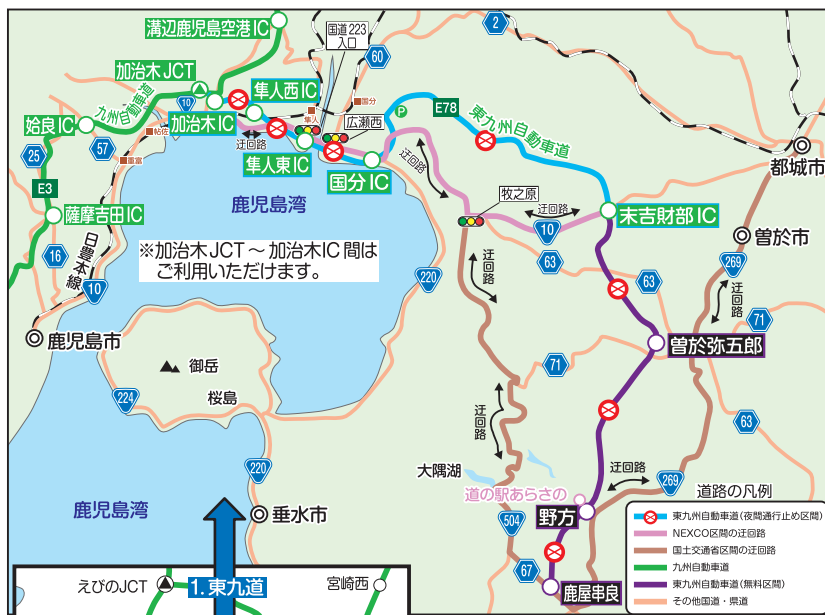 溝辺鹿児島空港IC
国道223
入口
2
60
加治木JCT
隼人西IC
九州自動車道
10
国分
E78
P
姶良IC
帖佐
加治木IC
隼人
広瀬西
東九州自動車道
57
迂回路
25
重富
隼人東IC
国分IC
迂回路
都城市
E3
鹿児島湾
牧之原
迂回路
末吉財部IC
薩摩吉田IC
10
曽於市
※加治木JCT～加治木IC間は
ご利用いただけます。
日豊本線
16
220
63
269
10
迂回路
63
迂回路
71
鹿児島市
曽於弥五郎
御岳
71
224
桜島
迂回路
63
220
大隅湖
迂回路
269
道の駅あらさの
道路の凡例
鹿児島湾
垂水市
504
野方
東九州自動車道(夜間通行止め区間)
NEXCO区間の迂回路
国土交通省区間の迂回路
67
九州自動車道
東九州自動車道(無料区間)
鹿屋串良
その他国道・県道
えびのJCT
1.東九道
宮崎西